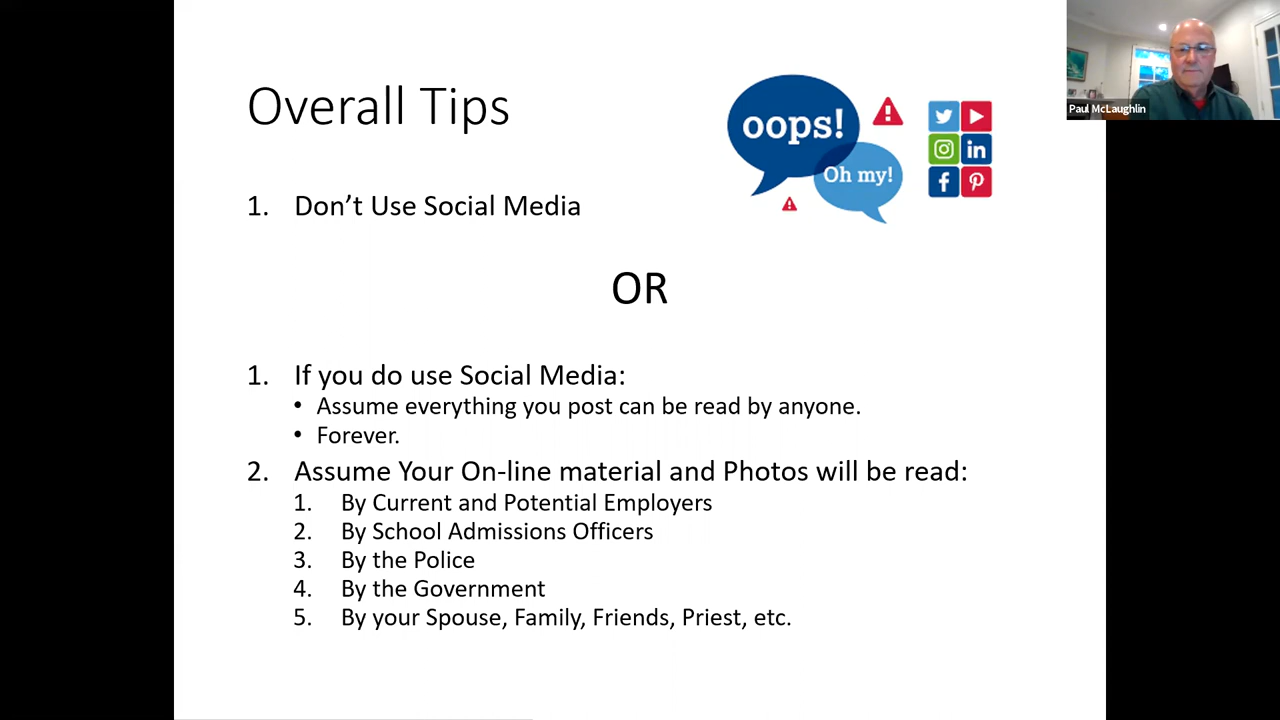 Overall Tips
oops!
Oh my!
1. Don’t Use Social Media
OR
1. If you do use Social Media:
• Assume everything you post can be read by anyone.
• Forever.
2. Assume Your On-line material and Photos will be read:
1. By Current and Potential Employers
2. By School Admissions Officers
3. By the Police
4. By the Government
5. By your Spouse, Family, Friends, Priest, etc.
Paul McLaughlin